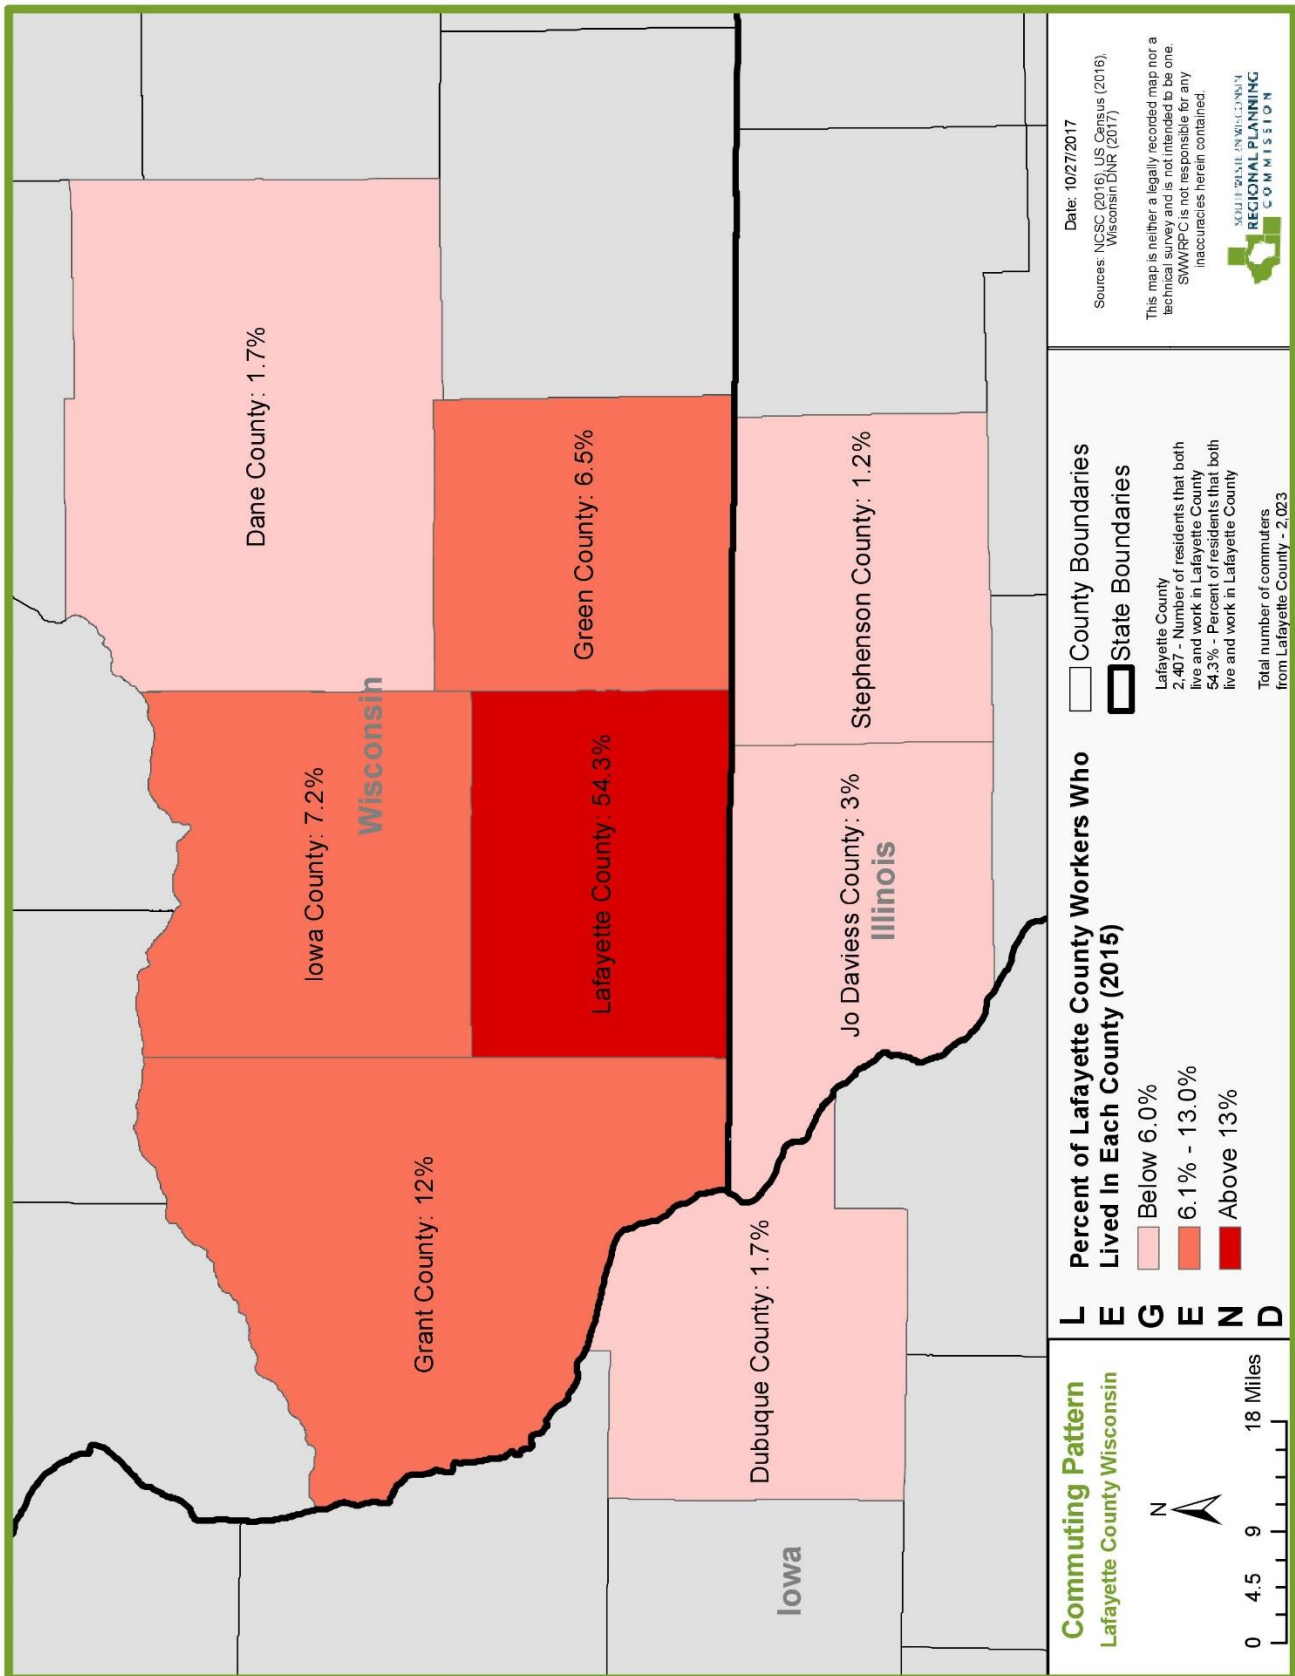 Dane County: 1.7%
Iowa County: 7.2%
Wisconsin
Grant County: 12%
Green County: 6.5%
Lafayette County: 54.3%
Dubuque County: 1.7%
Iowa
Jo Daviess County: 3%
Illinois
Stephenson County: 1.2%
Commuting Pattern
Lafayette County Wisconsin
N
0 4.5 9 18 Miles
L
E
G
E
N
D
Percent of Lafayette County Workers Who
Lived In Each County (2015)
Below 6.0%
6.1% - 13.0%
Above 13%
County Boundaries
State Boundaries
Lafayette County
2,407 - Number of residents that both
live and work in Lafayette County
54.3% - Percent of residents that both
live and work in Lafayette County
Total number of commuters
from Lafayette County - 2,023
Date: 10/27/2017
Sources: NCSC (2016), US Census (2016),
Wisconsin DNR (2017)
This map is neither a legally recorded map nor a
technical survey and is not intended to be one.
SWWRPC is not responsible for any
inaccuracies herein contained.
SOUTHWESTERN WISCONSIN
REGIONAL PLANNING
COMMISSION